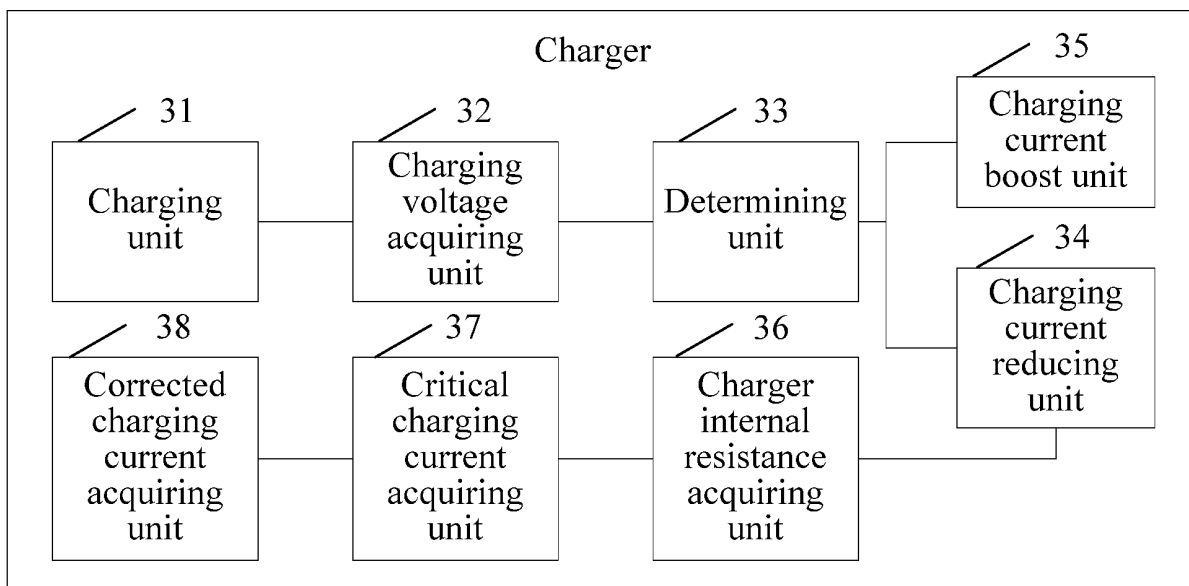 Charger
31
Charging
unit
32
Charging
voltage
acquiring
unit
33
Determining
unit
35
Charging
current
boost unit
34
Charging
current
reducing
unit
38
Corrected
charging
current
acquiring
unit
37
Critical
charging
current
acquiring
unit
36
Charger
internal
resistance
acquiring
unit